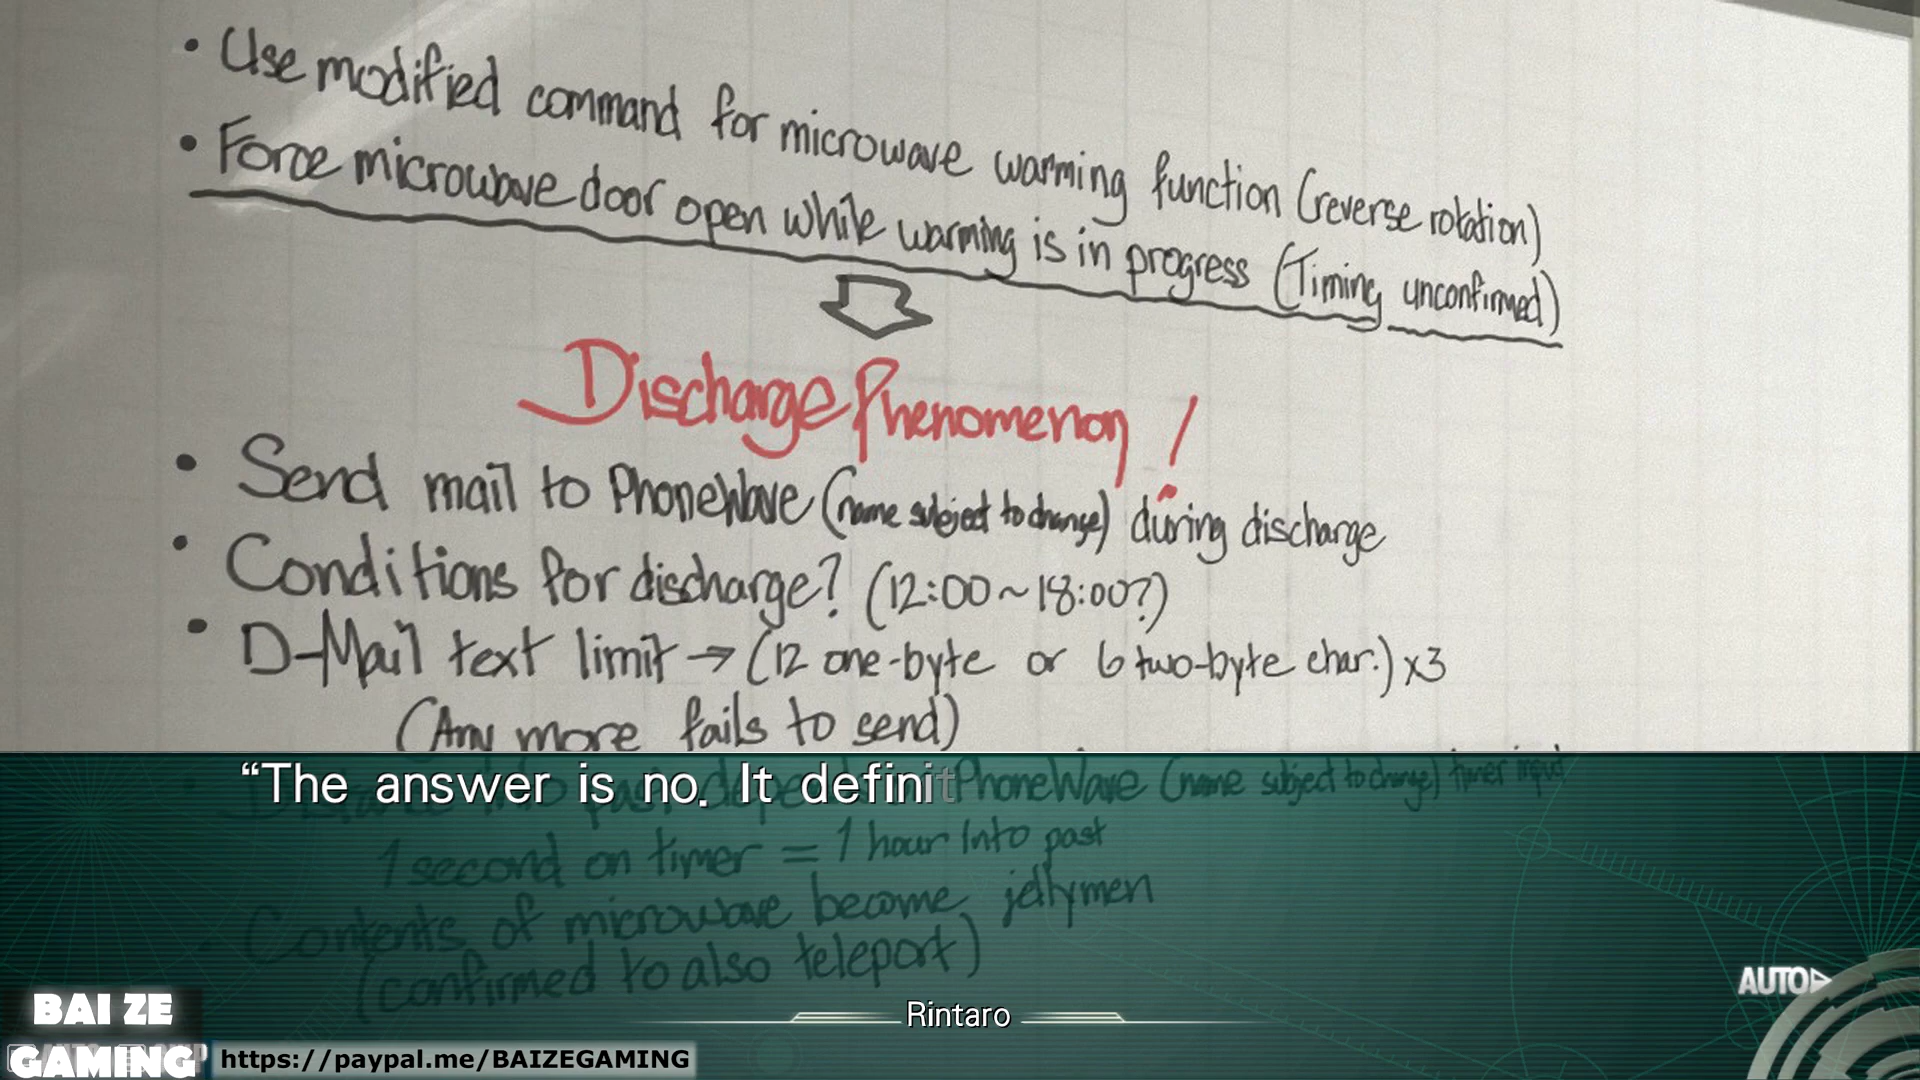 • Use modified command for microwave warming function (reverse rotation)
• Force microwave door open while warming is in progress (Timing unconfirmed)
Discharge Phenomenon!
• Send mail to PhoneWave (name subject to change) during discharge
• Conditions for discharge? (12:00~18:00?)
• D-Mail text limit → (12 one-byte or 6 two-byte char.) x3
(Any more fails to send)
“The answer is no. It definit
PhoneWave (name subject to change) timer input
1 second on timer = 1 hour into past
Contents of microwave become jellymen
(confirmed to also teleport)
AUTO
Rintaro
BAI ZE
GAMING
https://paypal.me/BAIZEGAMING